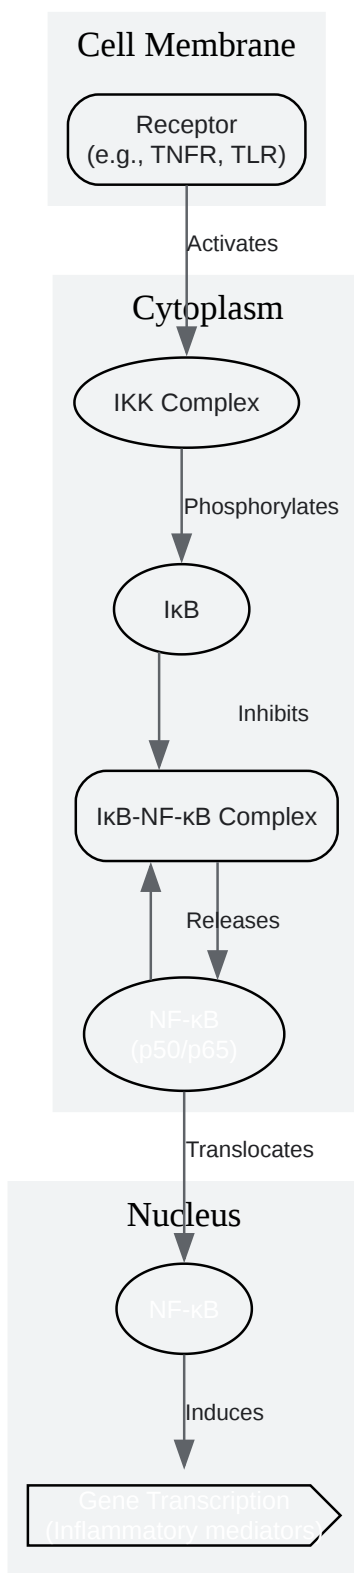 Cell Membrane
Receptor
(e.g., TNFR, TLR)
Activates
Cytoplasm
IKK Complex
Phosphorylates
IκB
Inhibits
IκB-NF-κB Complex
Releases
NF-κB
(p50/p65)
Translocates
Nucleus
NF-κB
Induces
Gene Transcription
(Inflammatory mediators)